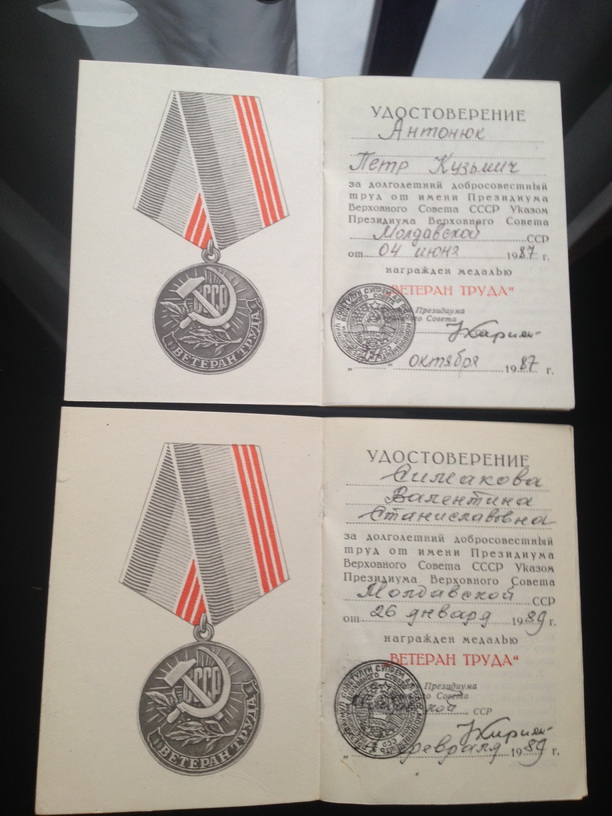 СССР
ВЕТЕРАН ТРУДА
УДОСТОВЕРЕНИЕ
Антонюк
Петр Кузьмич
за долголетний добросовестный
труд от имени Президиума
Верховного Совета СССР Указом
Президиума Верховного Совета
Молдавской ССР
от 04 июня 1987 г.
награжден медалью
"ВЕТЕРАН ТРУДА"
Президиума
Совета
" " октября 1987 г.
СССР
ВЕТЕРАН ТРУДА
УДОСТОВЕРЕНИЕ
Симакова
Валентина
Станиславовна
за долголетний добросовестный
труд от имени Президиума
Верховного Совета СССР Указом
Президиума Верховного Совета
Молдавской ССР
от 26 января 1989 г.
награжден медалью
"ВЕТЕРАН ТРУДА"
Президиума
Совета
ССР
февраля 1989 г.